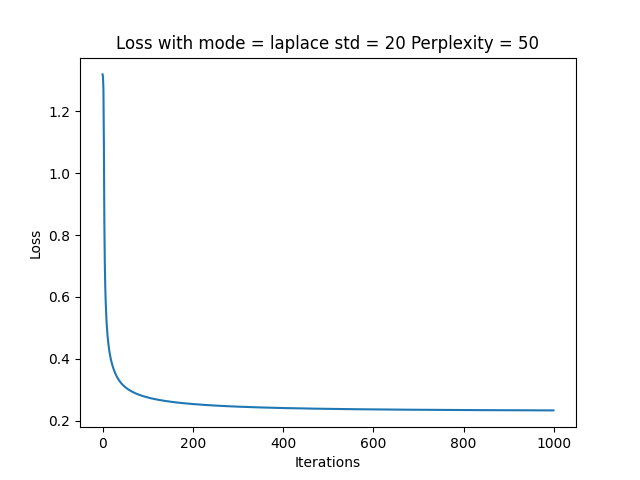 Loss with mode = laplace std = 20 Perplexity = 50
1.2
1.0
0.8
0.6
0.4
0.2
Loss
0 200 400 600 800 1000
Iterations